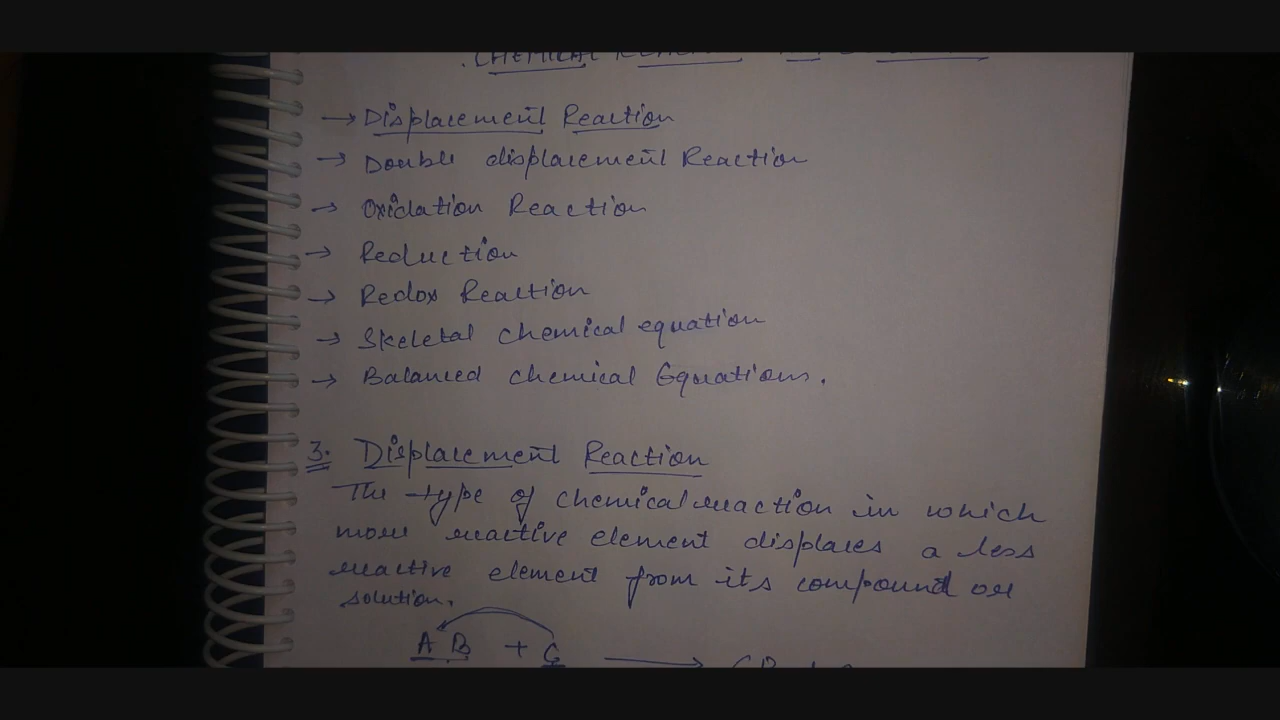 CHEMICAL
→ Displacement Reaction
→ Double displacement Reaction
→ Oxidation Reaction
→ Reduction
→ Redox Reaction
→ Skeletal chemical equation
→ Balanced chemical Equations.
3. Displacement Reaction
The type of chemical reaction in which
more reactive element displaces a less
reactive element from its compound or
solution.
A B + C →